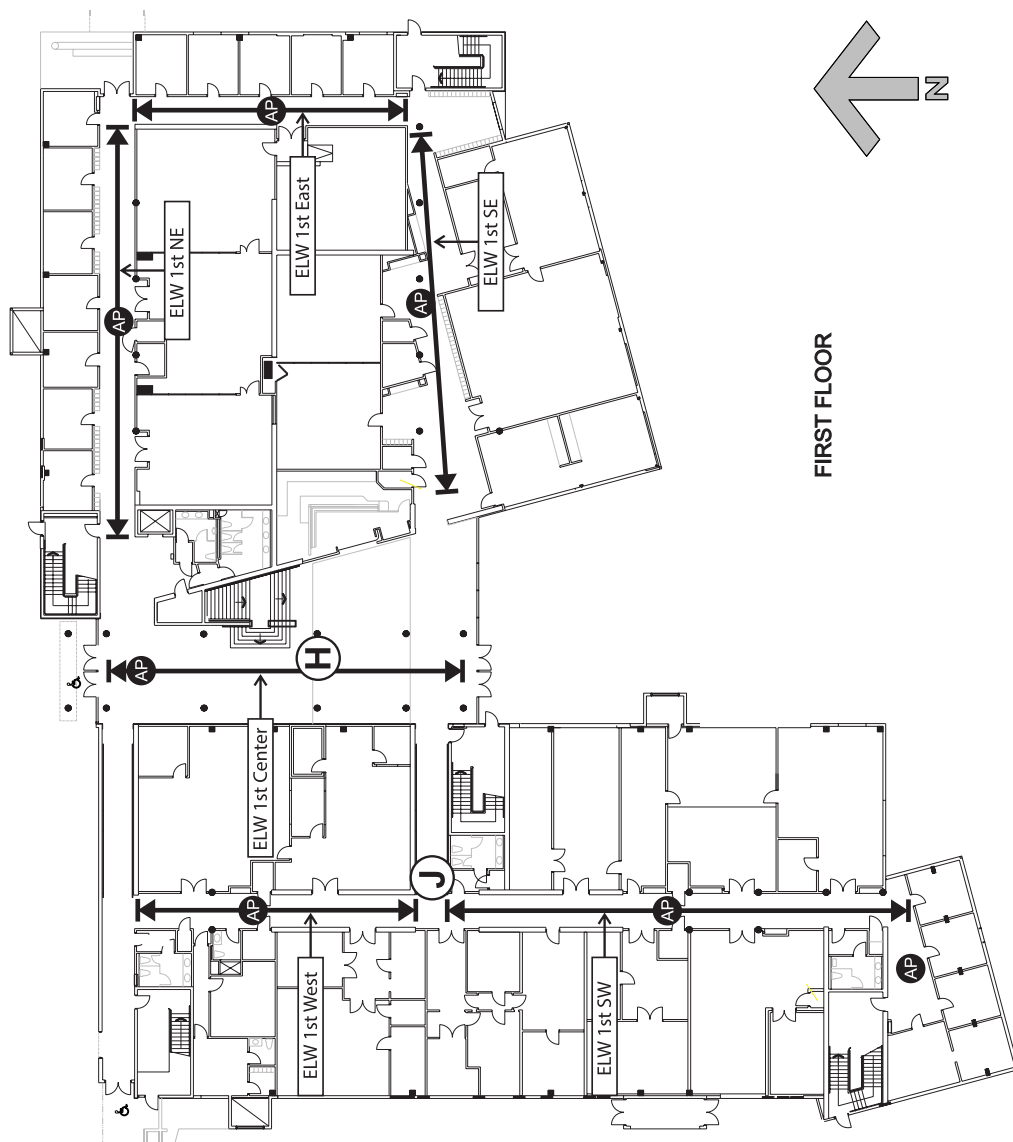 N
AP
ELW 1st East
ELW 1st NE
ELW 1st SE
AP
AP
FIRST FLOOR
AP
H
ELW 1st Center
J
AP
AP
ELW 1st West
ELW 1st SW
AP